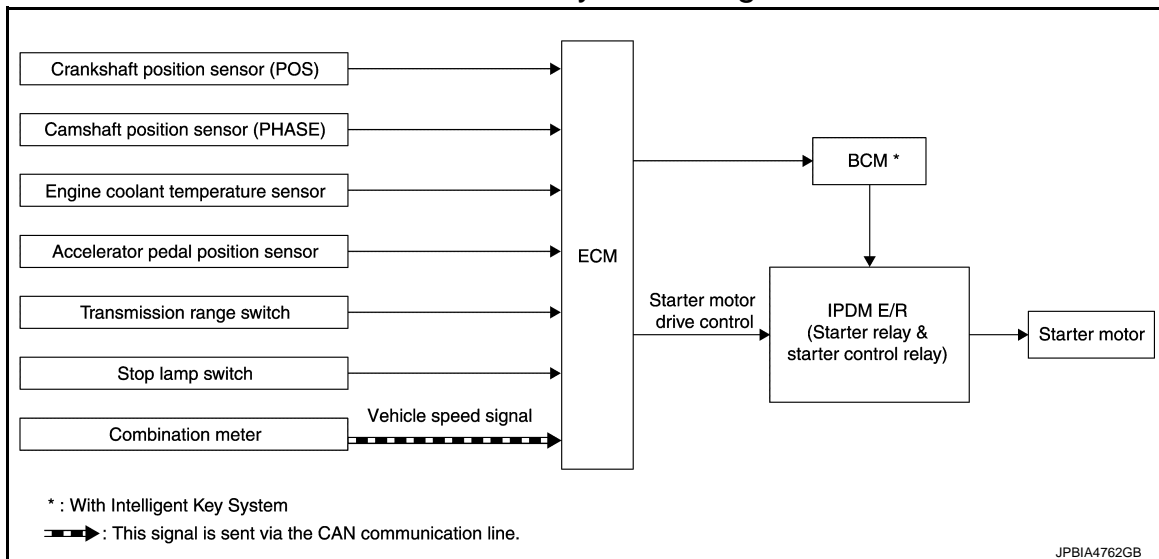 Crankshaft position sensor (POS)
Camshaft position sensor (PHASE)
Engine coolant temperature sensor
Accelerator pedal position sensor
Transmission range switch
Stop lamp switch
Combination meter
Vehicle speed signal
ECM
BCM *
Starter motor
drive control
IPDM E/R
(Starter relay &
starter control relay)
Starter motor
* : With Intelligent Key System
: This signal is sent via the CAN communication line.
JPBIA4762GB